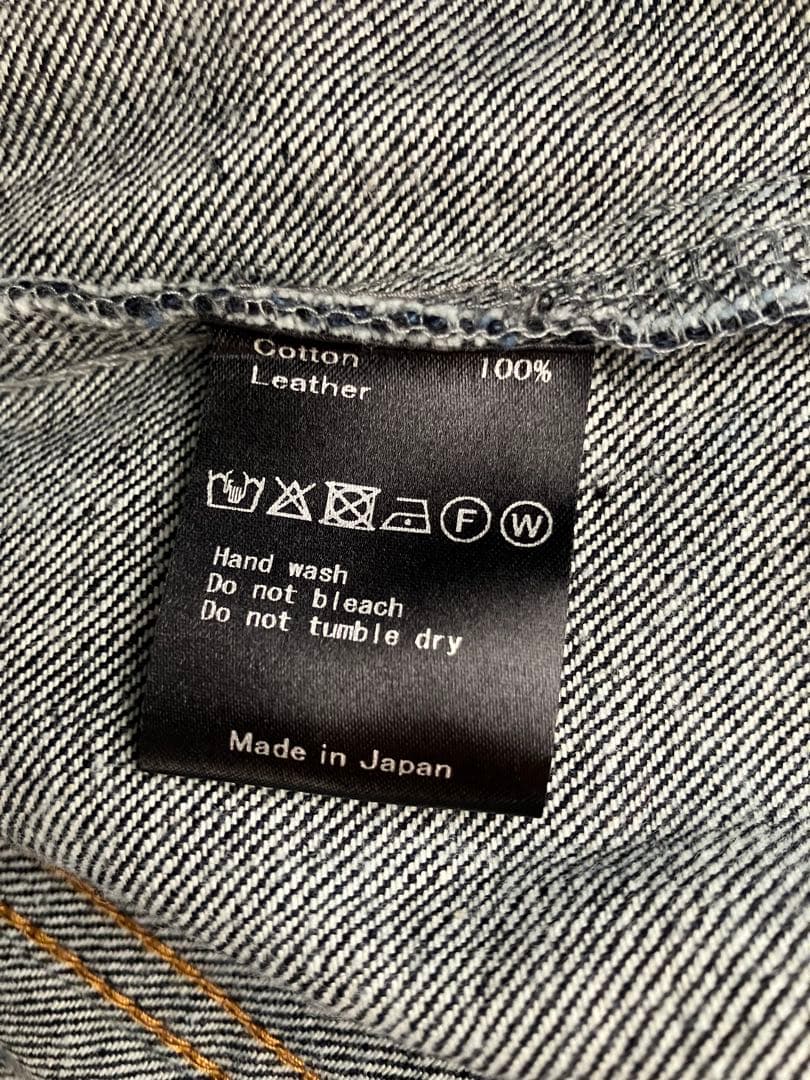 Cotton 100%
Leather
F W
Hand wash
Do not bleach
Do not tumble dry
Made in Japan